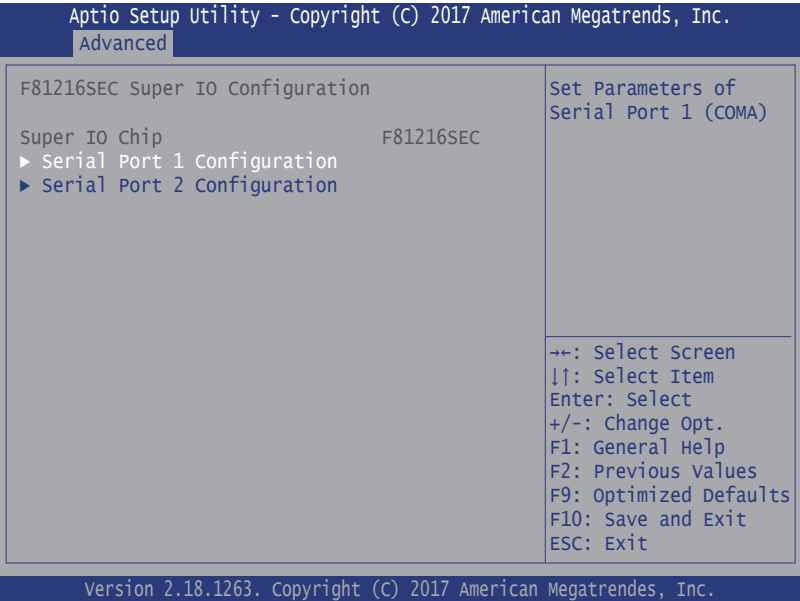 Aptio Setup Utility - Copyright (C) 2017 American Megatrends, Inc.
Advanced
F81216SEC Super IO Configuration
Super IO Chip F81216SEC
▶ Serial Port 1 Configuration
▶ Serial Port 2 Configuration
Set Parameters of
Serial Port 1 (COMA)
→←: Select Screen
↓↑: Select Item
Enter: Select
+/-: Change Opt.
F1: General Help
F2: Previous Values
F9: Optimized Defaults
F10: Save and Exit
ESC: Exit
Version 2.18.1263. Copyright (C) 2017 American Megatrendes, Inc.